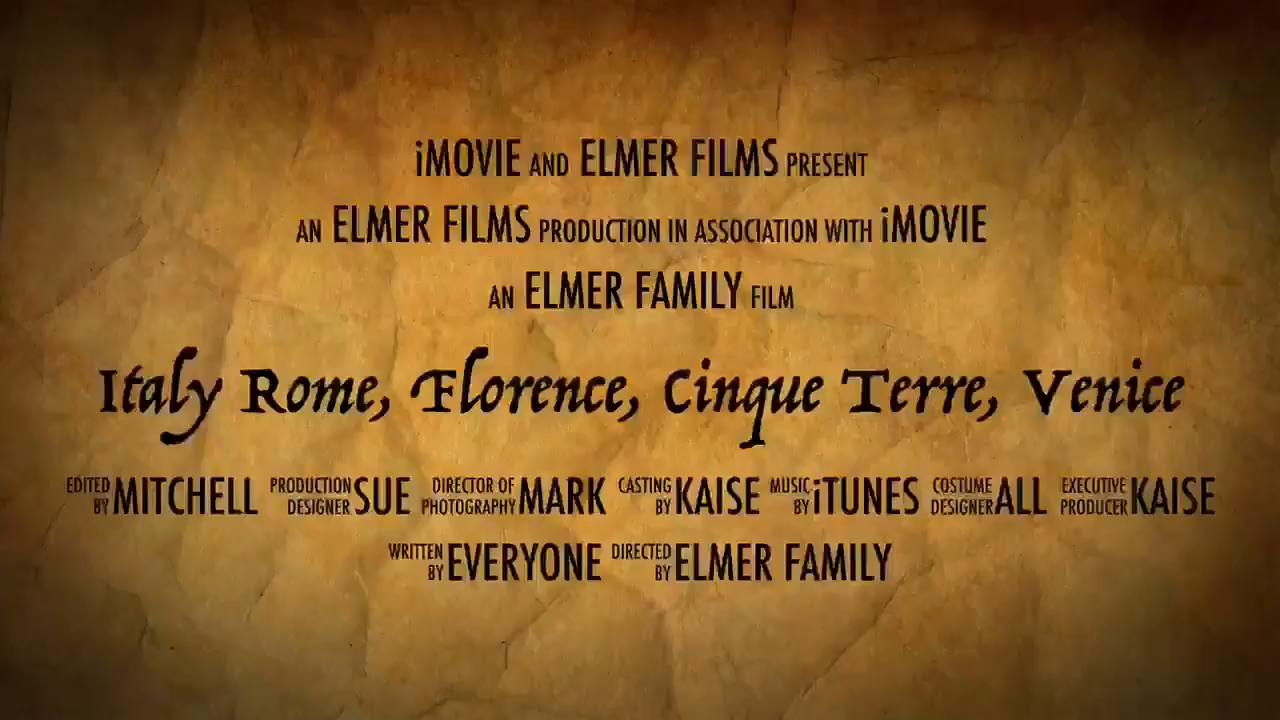 iMOVIE AND ELMER FILMS PRESENT
AN ELMER FILMS PRODUCTION IN ASSOCIATION WITH iMOVIE
AN ELMER FAMILY FILM
Italy Rome, Florence, Cinque Terre, Venice
EDITED BY MITCHELL PRODUCTION DESIGNER SUE DIRECTOR OF PHOTOGRAPHY MARK CASTING BY KAISE MUSIC BY iTUNES COSTUME DESIGNER ALL EXECUTIVE PRODUCER KAISE
WRITTEN BY EVERYONE DIRECTED BY ELMER FAMILY